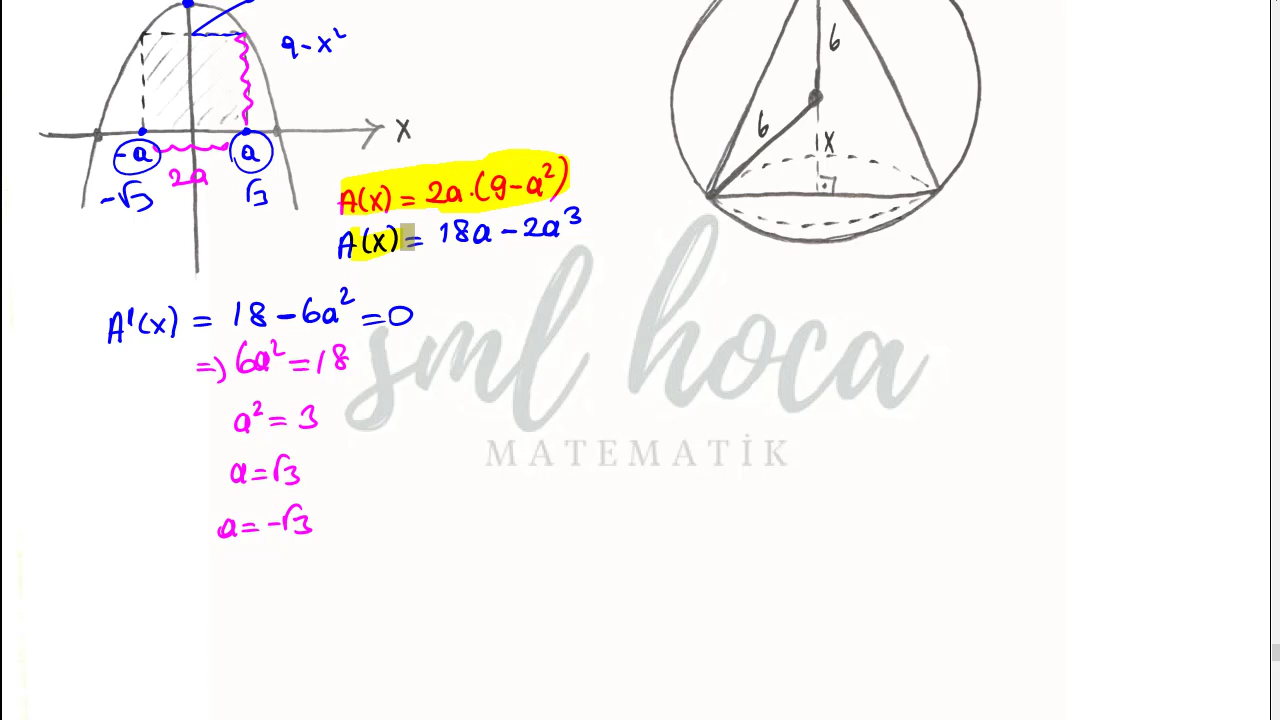 9-x²
x
-a
a
2a
-√3
√3
A(x) = 2a.(9-a²)
A(x) = 18a-2a³
A'(x) = 18-6a²=0
=> 6a²=18
a²=3
a=√3
a=-√3
6
6
x
sml hoca
MATEMATİK